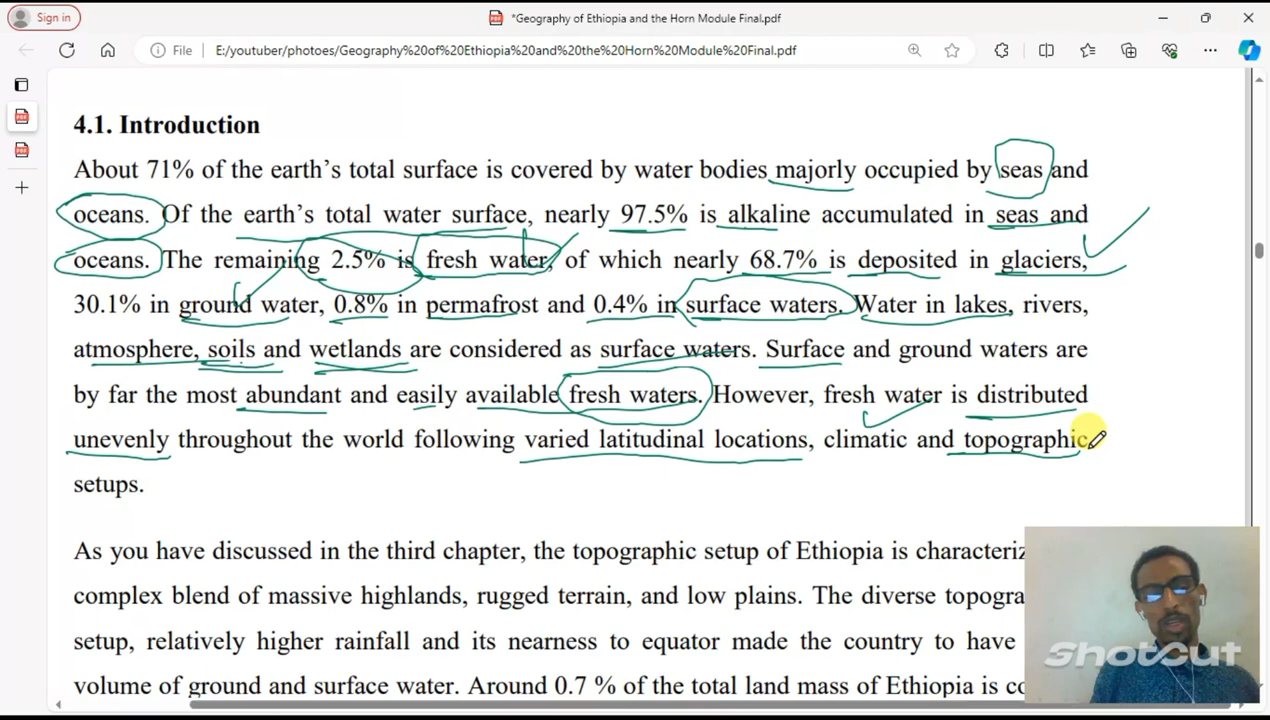 Sign in
*Geography of Ethiopia and the Horn Module Final.pdf
File E:/youtuber/photoes/Geography%20of%20Ethiopia%20and%20the%20Horn%20Module%20Final.pdf
4.1. Introduction
About 71% of the earth's total surface is covered by water bodies majorly occupied by seas and
oceans. Of the earth's total water surface, nearly 97.5% is alkaline accumulated in seas and
oceans. The remaining 2.5% is fresh water, of which nearly 68.7% is deposited in glaciers,
30.1% in ground water, 0.8% in permafrost and 0.4% in surface waters. Water in lakes, rivers,
atmosphere, soils and wetlands are considered as surface waters. Surface and ground waters are
by far the most abundant and easily available fresh waters. However, fresh water is distributed
unevenly throughout the world following varied latitudinal locations, climatic and topographic
setups.
As you have discussed in the third chapter, the topographic setup of Ethiopia is characteriz
complex blend of massive highlands, rugged terrain, and low plains. The diverse topogra
setup, relatively higher rainfall and its nearness to equator made the country to have
volume of ground and surface water. Around 0.7 % of the total land mass of Ethiopia is co
Shotcut